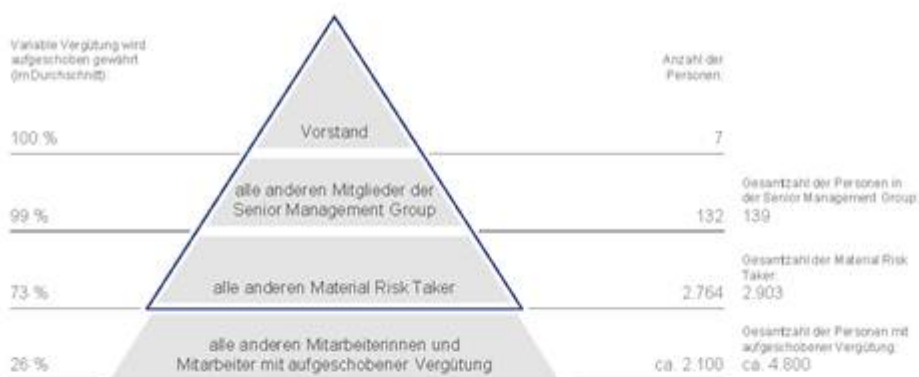 Variable Vergütung wird
aufgeschoben gewährt
(im Durchschnitt):
Anzahl der
Personen:
Vorstand
100 %
7
alle anderen Mitglieder der
Senior Management Group
99 %
132
Gesamtzahl der Personen in
der Senior Management Group
139
alle anderen Material Risk Taker
73 %
2.764
Gesamtzahl der Material Risk
Taker:
2.903
alle anderen Mitarbeiterinnen und
Mitarbeiter mit aufgeschobener Vergütung
26 %
ca. 2.100
Gesamtzahl der Personen mit
aufgeschobener Vergütung:
ca. 4.800